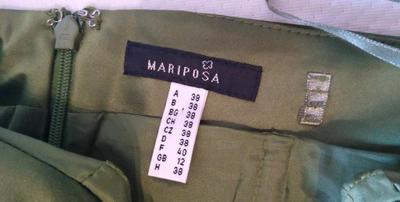 MARIPOSA
A 38
B 38
BG 38
CH 38
CZ 38
D 38
F 40
GB 12
H 38